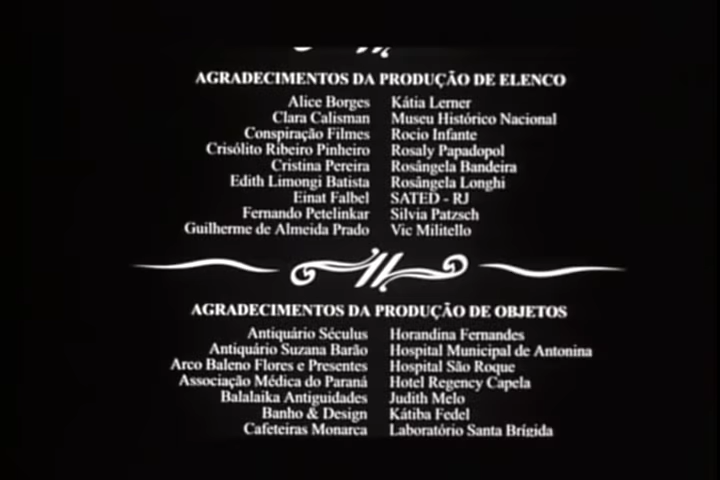 AGRADECIMENTOS DA PRODUÇÃO DE ELENCO
Alice Borges Kátia Lerner
Clara Calisman Museu Histórico Nacional
Conspiração Filmes Rocio Infante
Crisólito Ribeiro Pinheiro Rosaly Papadopol
Cristina Pereira Rosângela Bandeira
Edith Limongi Batista Rosângela Longhi
Einat Falbel SATED - RJ
Fernando Petelinkar Silvia Patzsch
Guilherme de Almeida Prado Vic Militello
AGRADECIMENTOS DA PRODUÇÃO DE OBJETOS
Antiquário Séculus Horandina Fernandes
Antiquário Suzana Barão Hospital Municipal de Antonina
Arco Baleno Flores e Presentes Hospital São Roque
Associação Médica do Paraná Hotel Regency Capela
Balalaika Antiguidades Judith Melo
Banho & Design Kátiba Fedel
Cafeteiras Monarca Laboratório Santa Brígida